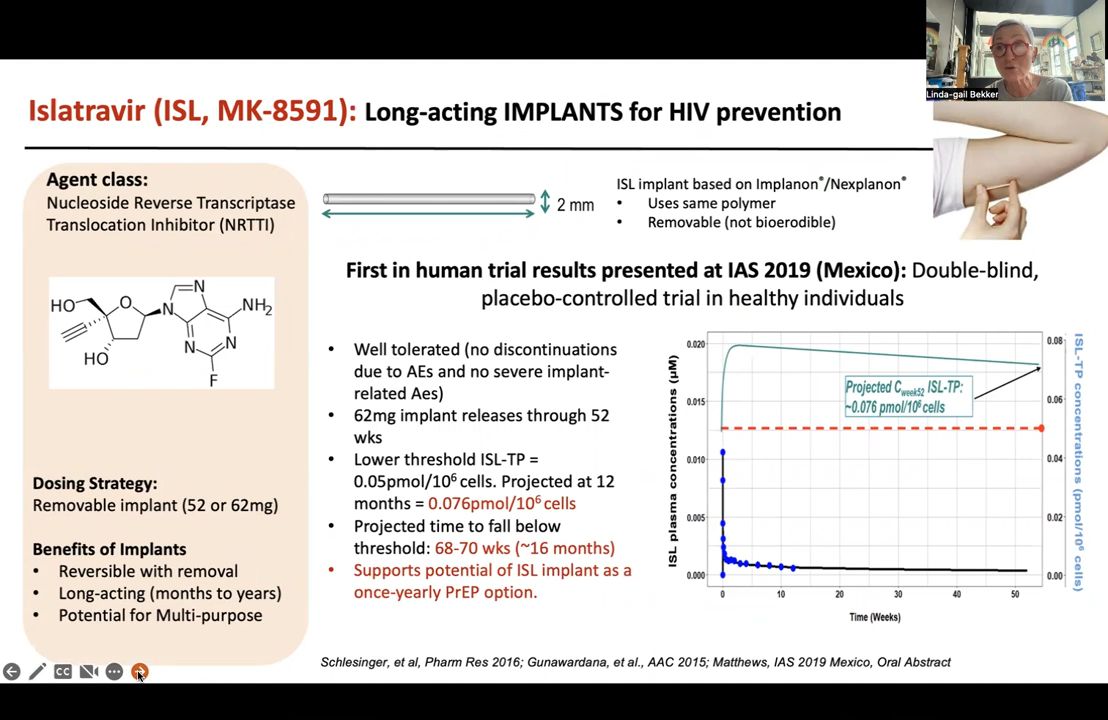 Linda-gail Bekker
Islatravir (ISL, MK-8591): Long-acting IMPLANTS for HIV prevention
Agent class:
Nucleoside Reverse Transcriptase
Translocation Inhibitor (NRTTI)
HO
O
N
N
NH2
N
N
HO
F
Dosing Strategy:
Removable implant (52 or 62mg)
Benefits of Implants
• Reversible with removal
• Long-acting (months to years)
• Potential for Multi-purpose
2 mm
ISL implant based on Implanon®/Nexplanon®
• Uses same polymer
• Removable (not bioerodible)
First in human trial results presented at IAS 2019 (Mexico): Double-blind,
placebo-controlled trial in healthy individuals
• Well tolerated (no discontinuations
due to AEs and no severe implant-
related Aes)
• 62mg implant releases through 52
wks
• Lower threshold ISL-TP =
0.05pmol/10⁶ cells. Projected at 12
months = 0.076pmol/10⁶ cells
• Projected time to fall below
threshold: 68-70 wks (~16 months)
• Supports potential of ISL implant as a
once-yearly PrEP option.
ISL plasma concentrations (µM)
0.020
0.015
0.010
0.005
0.000
Projected Cweek52 ISL-TP:
~0.076 pmol/10⁶ cells
0.08
0.06
0.04
0.02
0.00
ISL-TP concentrations (pmol/10⁶ cells)
0 10 20 30 40 50
Time (Weeks)
Schlesinger, et al, Pharm Res 2016; Gunawardana, et al., AAC 2015; Matthews, IAS 2019 Mexico, Oral Abstract
CC